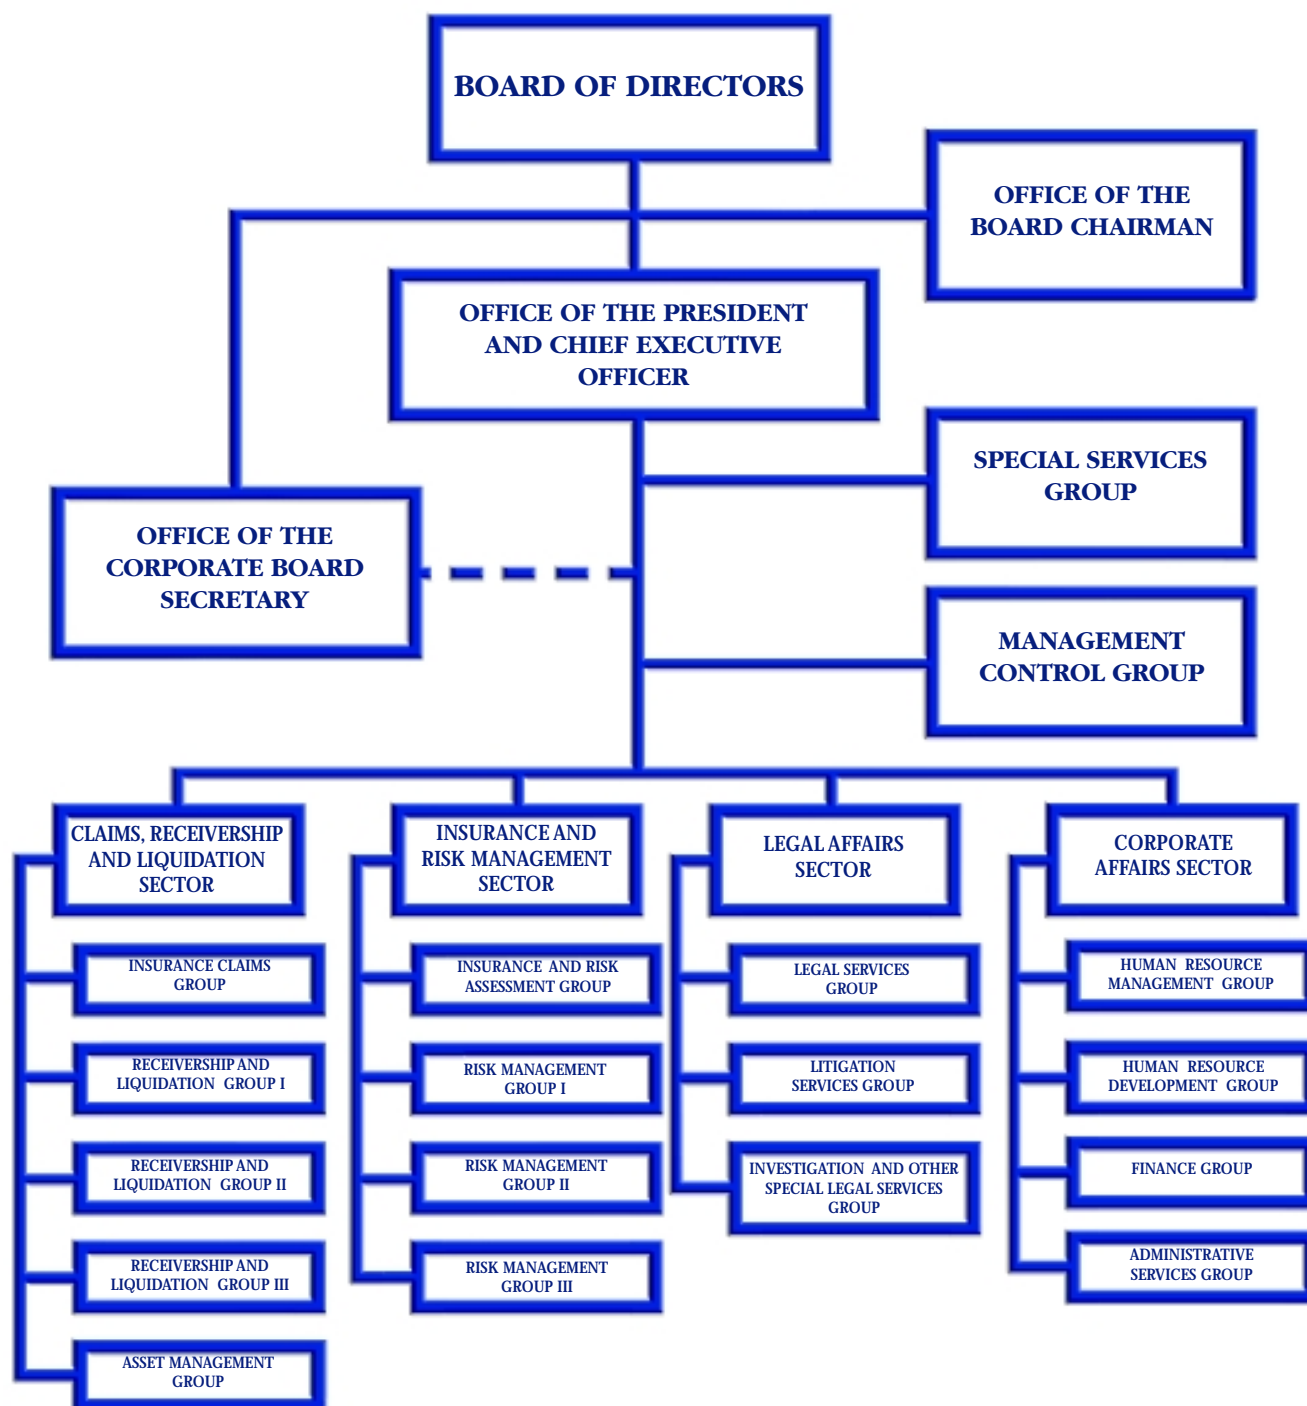 BOARD OF DIRECTORS
OFFICE OF THE
BOARD CHAIRMAN
OFFICE OF THE PRESIDENT
AND CHIEF EXECUTIVE
OFFICER
SPECIAL SERVICES
GROUP
OFFICE OF THE
CORPORATE BOARD
SECRETARY
MANAGEMENT
CONTROL GROUP
CLAIMS, RECEIVERSHIP
AND LIQUIDATION
SECTOR
INSURANCE CLAIMS
GROUP
RECEIVERSHIP AND
LIQUIDATION GROUP I
RECEIVERSHIP AND
LIQUIDATION GROUP II
RECEIVERSHIP AND
LIQUIDATION GROUP III
ASSET MANAGEMENT
GROUP
INSURANCE AND
RISK MANAGEMENT
SECTOR
INSURANCE AND RISK
ASSESSMENT GROUP
RISK MANAGEMENT
GROUP I
RISK MANAGEMENT
GROUP II
RISK MANAGEMENT
GROUP III
LEGAL AFFAIRS
SECTOR
LEGAL SERVICES
GROUP
LITIGATION
SERVICES GROUP
INVESTIGATION AND OTHER
SPECIAL LEGAL SERVICES
GROUP
CORPORATE
AFFAIRS SECTOR
HUMAN RESOURCE
MANAGEMENT GROUP
HUMAN RESOURCE
DEVELOPMENT GROUP
FINANCE GROUP
ADMINISTRATIVE
SERVICES GROUP